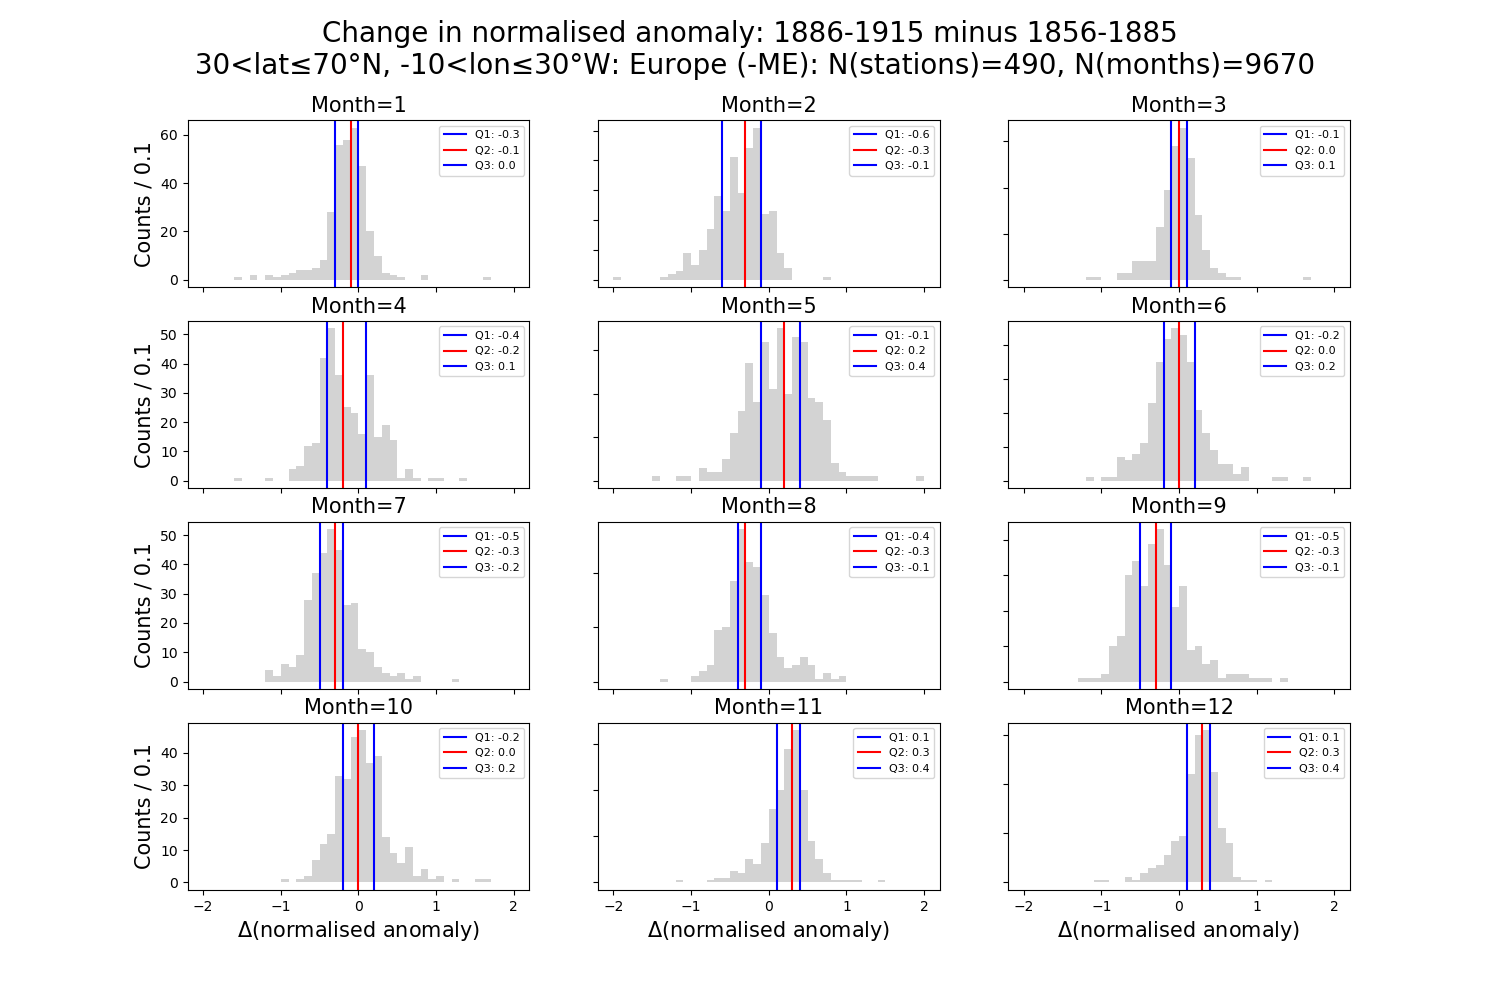 Change in normalised anomaly: 1886-1915 minus 1856-1885
30<lat≤70°N, -10<lon≤30°W: Europe (-ME): N(stations)=490, N(months)=9670
Month=1
Counts / 0.1
60
40
20
0
Q1: -0.3
Q2: -0.1
Q3: 0.0
Month=2
Q1: -0.6
Q2: -0.3
Q3: -0.1
Month=3
Q1: -0.1
Q2: 0.0
Q3: 0.1
Month=4
Counts / 0.1
50
40
30
20
10
0
Q1: -0.4
Q2: -0.2
Q3: 0.1
Month=5
Q1: -0.1
Q2: 0.2
Q3: 0.4
Month=6
Q1: -0.2
Q2: 0.0
Q3: 0.2
Month=7
Counts / 0.1
50
40
30
20
10
0
Q1: -0.5
Q2: -0.3
Q3: -0.2
Month=8
Q1: -0.4
Q2: -0.3
Q3: -0.1
Month=9
Q1: -0.5
Q2: -0.3
Q3: -0.1
Month=10
Counts / 0.1
40
30
20
10
0
Q1: -0.2
Q2: 0.0
Q3: 0.2
−2 −1 0 1 2
Δ(normalised anomaly)
Month=11
Q1: 0.1
Q2: 0.3
Q3: 0.4
−2 −1 0 1 2
Δ(normalised anomaly)
Month=12
Q1: 0.1
Q2: 0.3
Q3: 0.4
−2 −1 0 1 2
Δ(normalised anomaly)